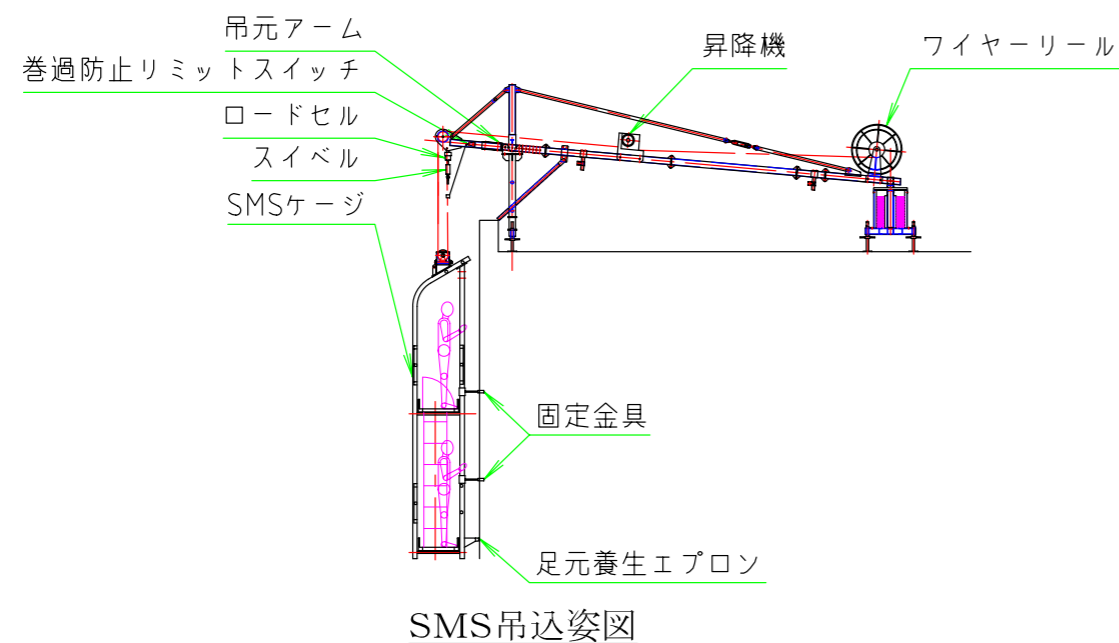 吊元アーム
巻過防止リミットスイッチ
ロードセル
スイベル
SMSケージ
昇降機
ワイヤーリール
固定金具
足元養生エプロン
SMS吊込姿図